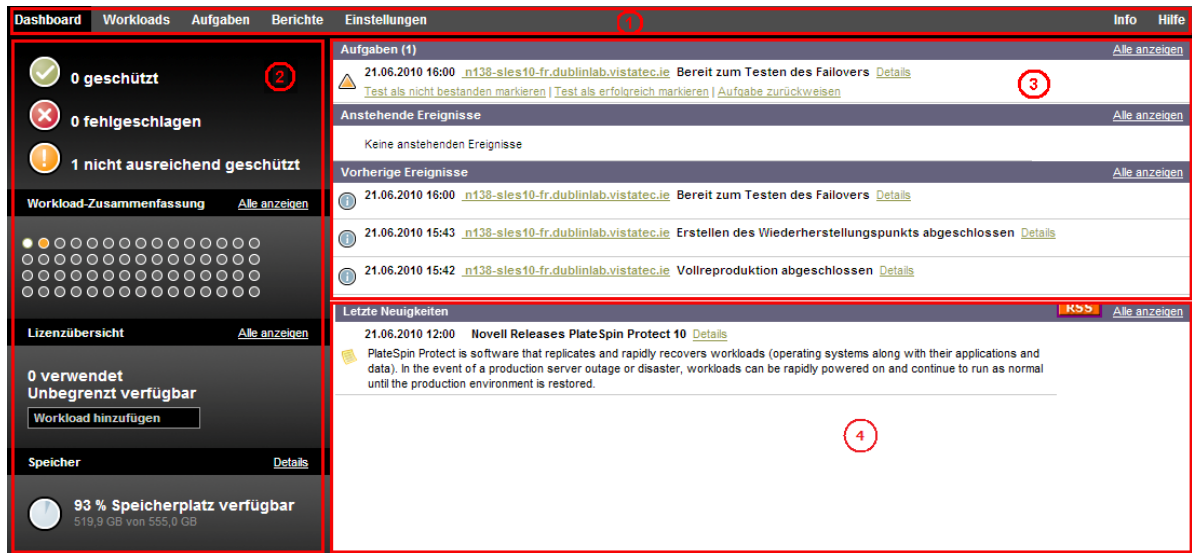 Dashboard Workloads Aufgaben Berichte Einstellungen Info Hilfe
1
0 geschützt
2
0 fehlgeschlagen
1 nicht ausreichend geschützt
Workload-Zusammenfassung Alle anzeigen
Lizenzübersicht Alle anzeigen
0 verwendet
Unbegrenzt verfügbar
Workload hinzufügen
Speicher Details
93 % Speicherplatz verfügbar
519,9 GB von 555,0 GB
Aufgaben (1) Alle anzeigen
21.06.2010 16:00 n138-sles10-fr.dublinlab.vistatec.ie Bereit zum Testen des Failovers Details
3
Test als nicht bestanden markieren | Test als erfolgreich markieren | Aufgabe zurückweisen
Anstehende Ereignisse Alle anzeigen
Keine anstehenden Ereignisse
Vorherige Ereignisse Alle anzeigen
21.06.2010 16:00 n138-sles10-fr.dublinlab.vistatec.ie Bereit zum Testen des Failovers Details
21.06.2010 15:43 n138-sles10-fr.dublinlab.vistatec.ie Erstellen des Wiederherstellungspunkts abgeschlossen Details
21.06.2010 15:42 n138-sles10-fr.dublinlab.vistatec.ie Vollreproduktion abgeschlossen Details
Letzte Neuigkeiten RSS Alle anzeigen
21.06.2010 12:00 Novell Releases PlateSpin Protect 10 Details
PlateSpin Protect is software that replicates and rapidly recovers workloads (operating systems along with their applications and
data). In the event of a production server outage or disaster, workloads can be rapidly powered on and continue to run as normal
until the production environment is restored.
4